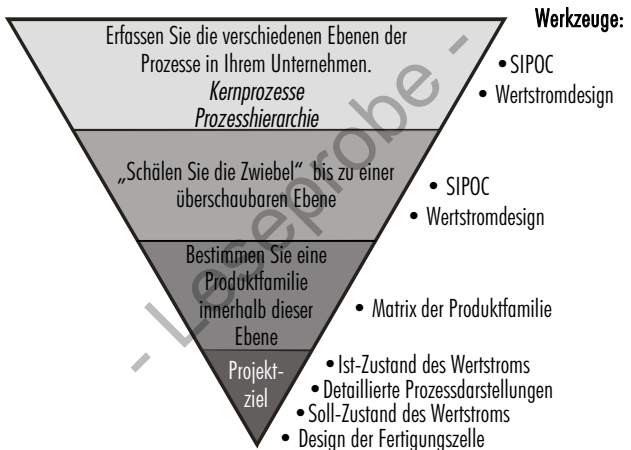 Werkzeuge:
Erfassen Sie die verschiedenen Ebenen der
Prozesse in Ihrem Unternehmen.
Kernprozesse
Prozesshierarchie
• SIPOC
• Wertstromdesign
„Schälen Sie die Zwiebel“ bis zu einer
überschaubaren Ebene
• SIPOC
• Wertstromdesign
Bestimmen Sie eine
Produktfamilie
innerhalb dieser
Ebene
• Matrix der Produktfamilie
Projekt-
ziel
• Ist-Zustand des Wertstroms
• Detaillierte Prozessdarstellungen
• Soll-Zustand des Wertstroms
• Design der Fertigungszelle
- Leseprobe -